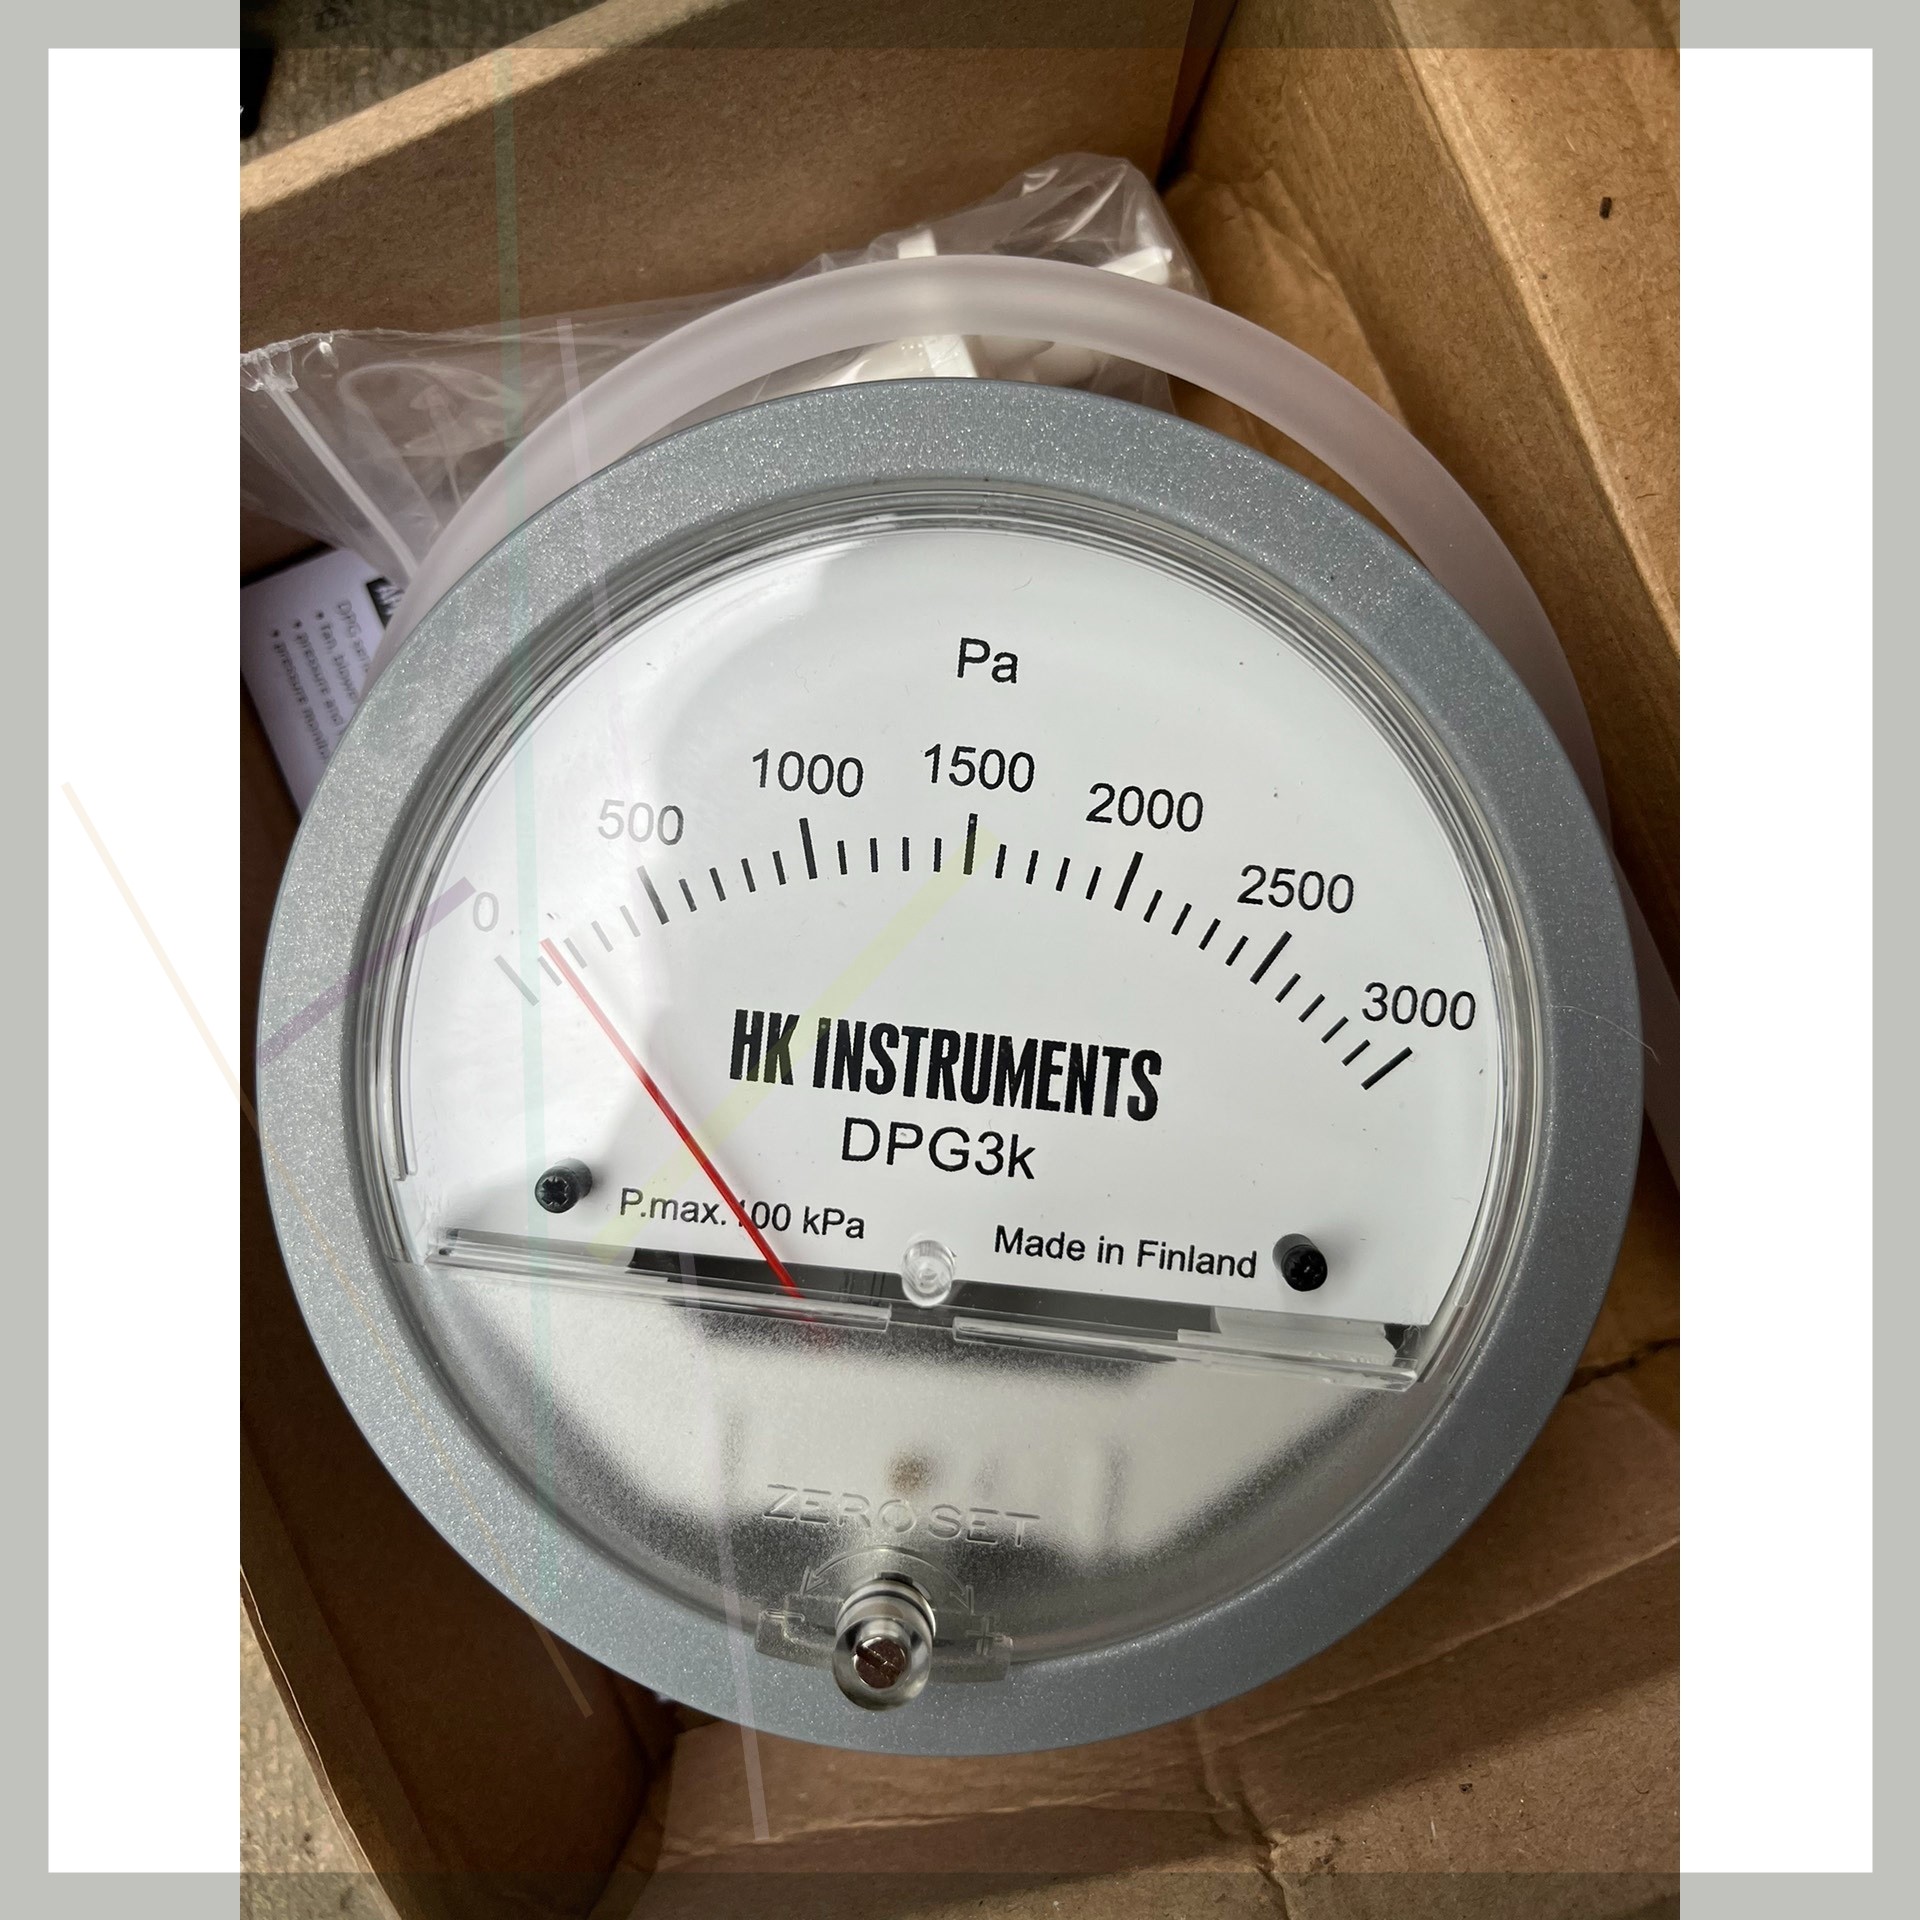 Pa
0 500 1000 1500 2000 2500 3000
HK INSTRUMENTS
DPG3k
P.max. 100 kPa Made in Finland
ZERO SET